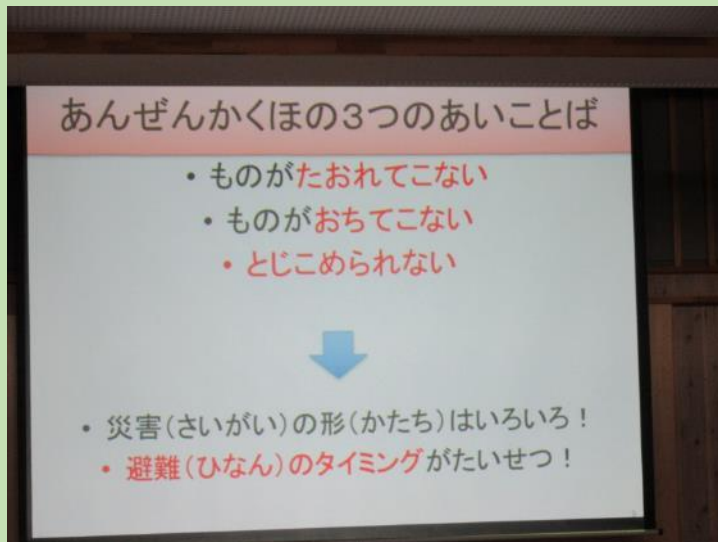 あんぜんかくほの３つのあいことば
・ものがたおれてこない
・ものがおちてこない
・とじこめられない
・災害（さいがい）の形（かたち）はいろいろ！
・避難（ひなん）のタイミングがたいせつ！